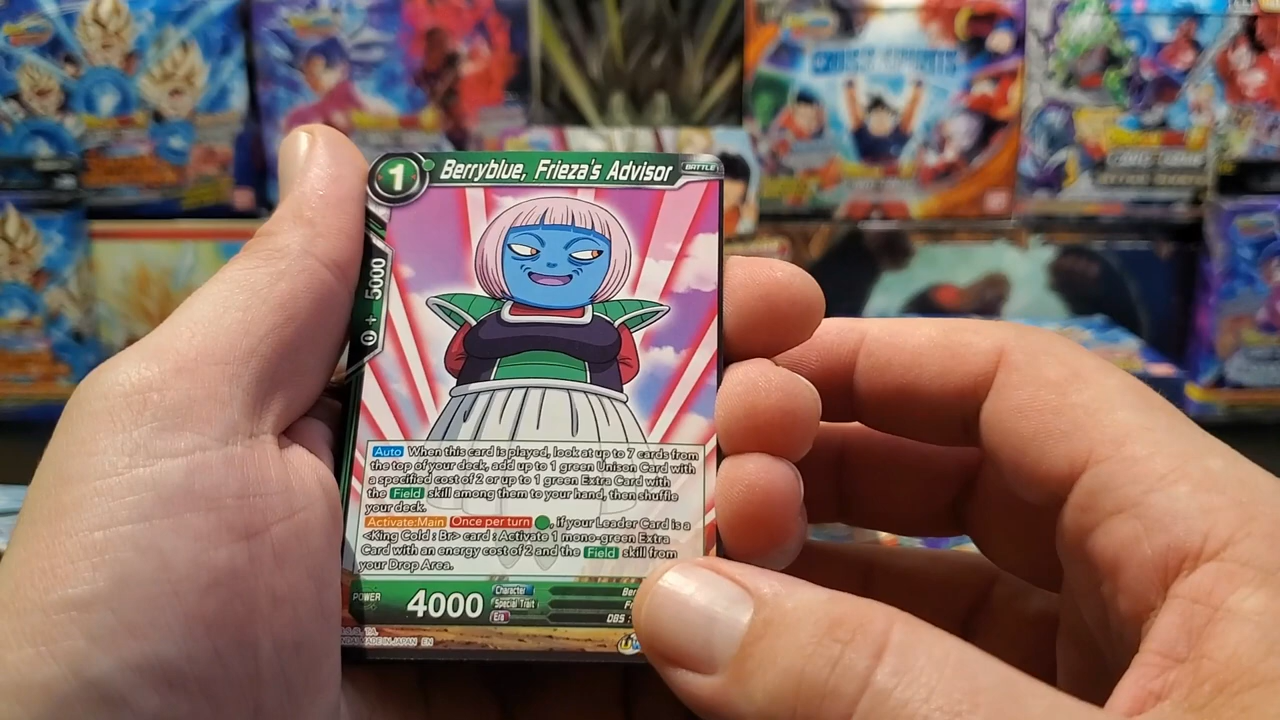 1
Berryblue, Frieza's Advisor
BATTLE
5000
Auto When this card is played, look at up to 7 cards from
the top of your deck, add up to 1 green Unison Card with
a specified cost of 2 or up to 1 green Extra Card with
the Field skill among them to your hand, then shuffle
your deck.
Activate:Main Once per turn , if your Leader Card is a
<King Cold : Br> card : Activate 1 mono-green Extra
Card with an energy cost of 2 and the Field skill from
your Drop Area.
POWER
4000
Character
Ber
Special Trait
Fr
Era
DBS :
MADE IN JAPAN EN